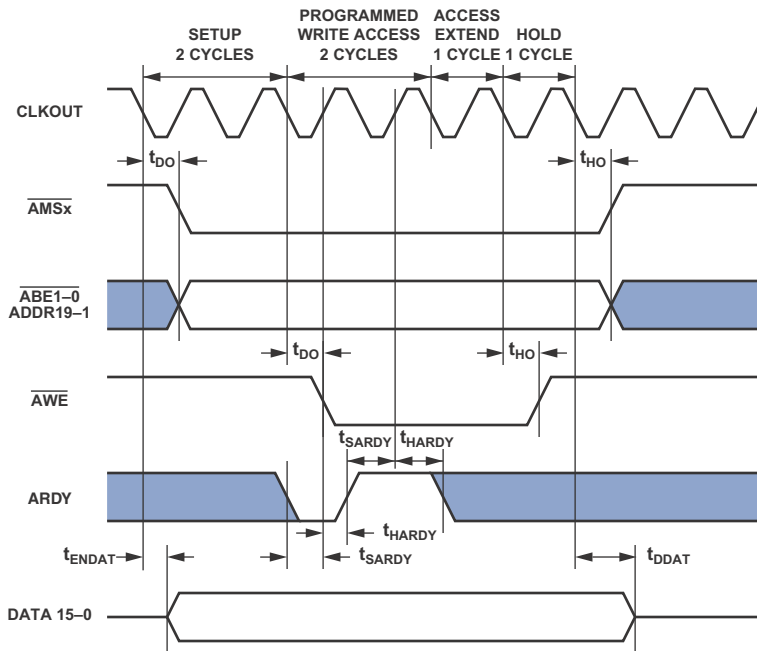 SETUP
2 CYCLES
PROGRAMMED
WRITE ACCESS
2 CYCLES
ACCESS
EXTEND
1 CYCLE
HOLD
1 CYCLE
CLKOUT
tDO
tHO
AMSx
ABE1–0
ADDR19–1
tDO
tHO
AWE
tSARDY
tHARDY
ARDY
tHARDY
tENDAT
tSARDY
tDDAT
DATA 15–0